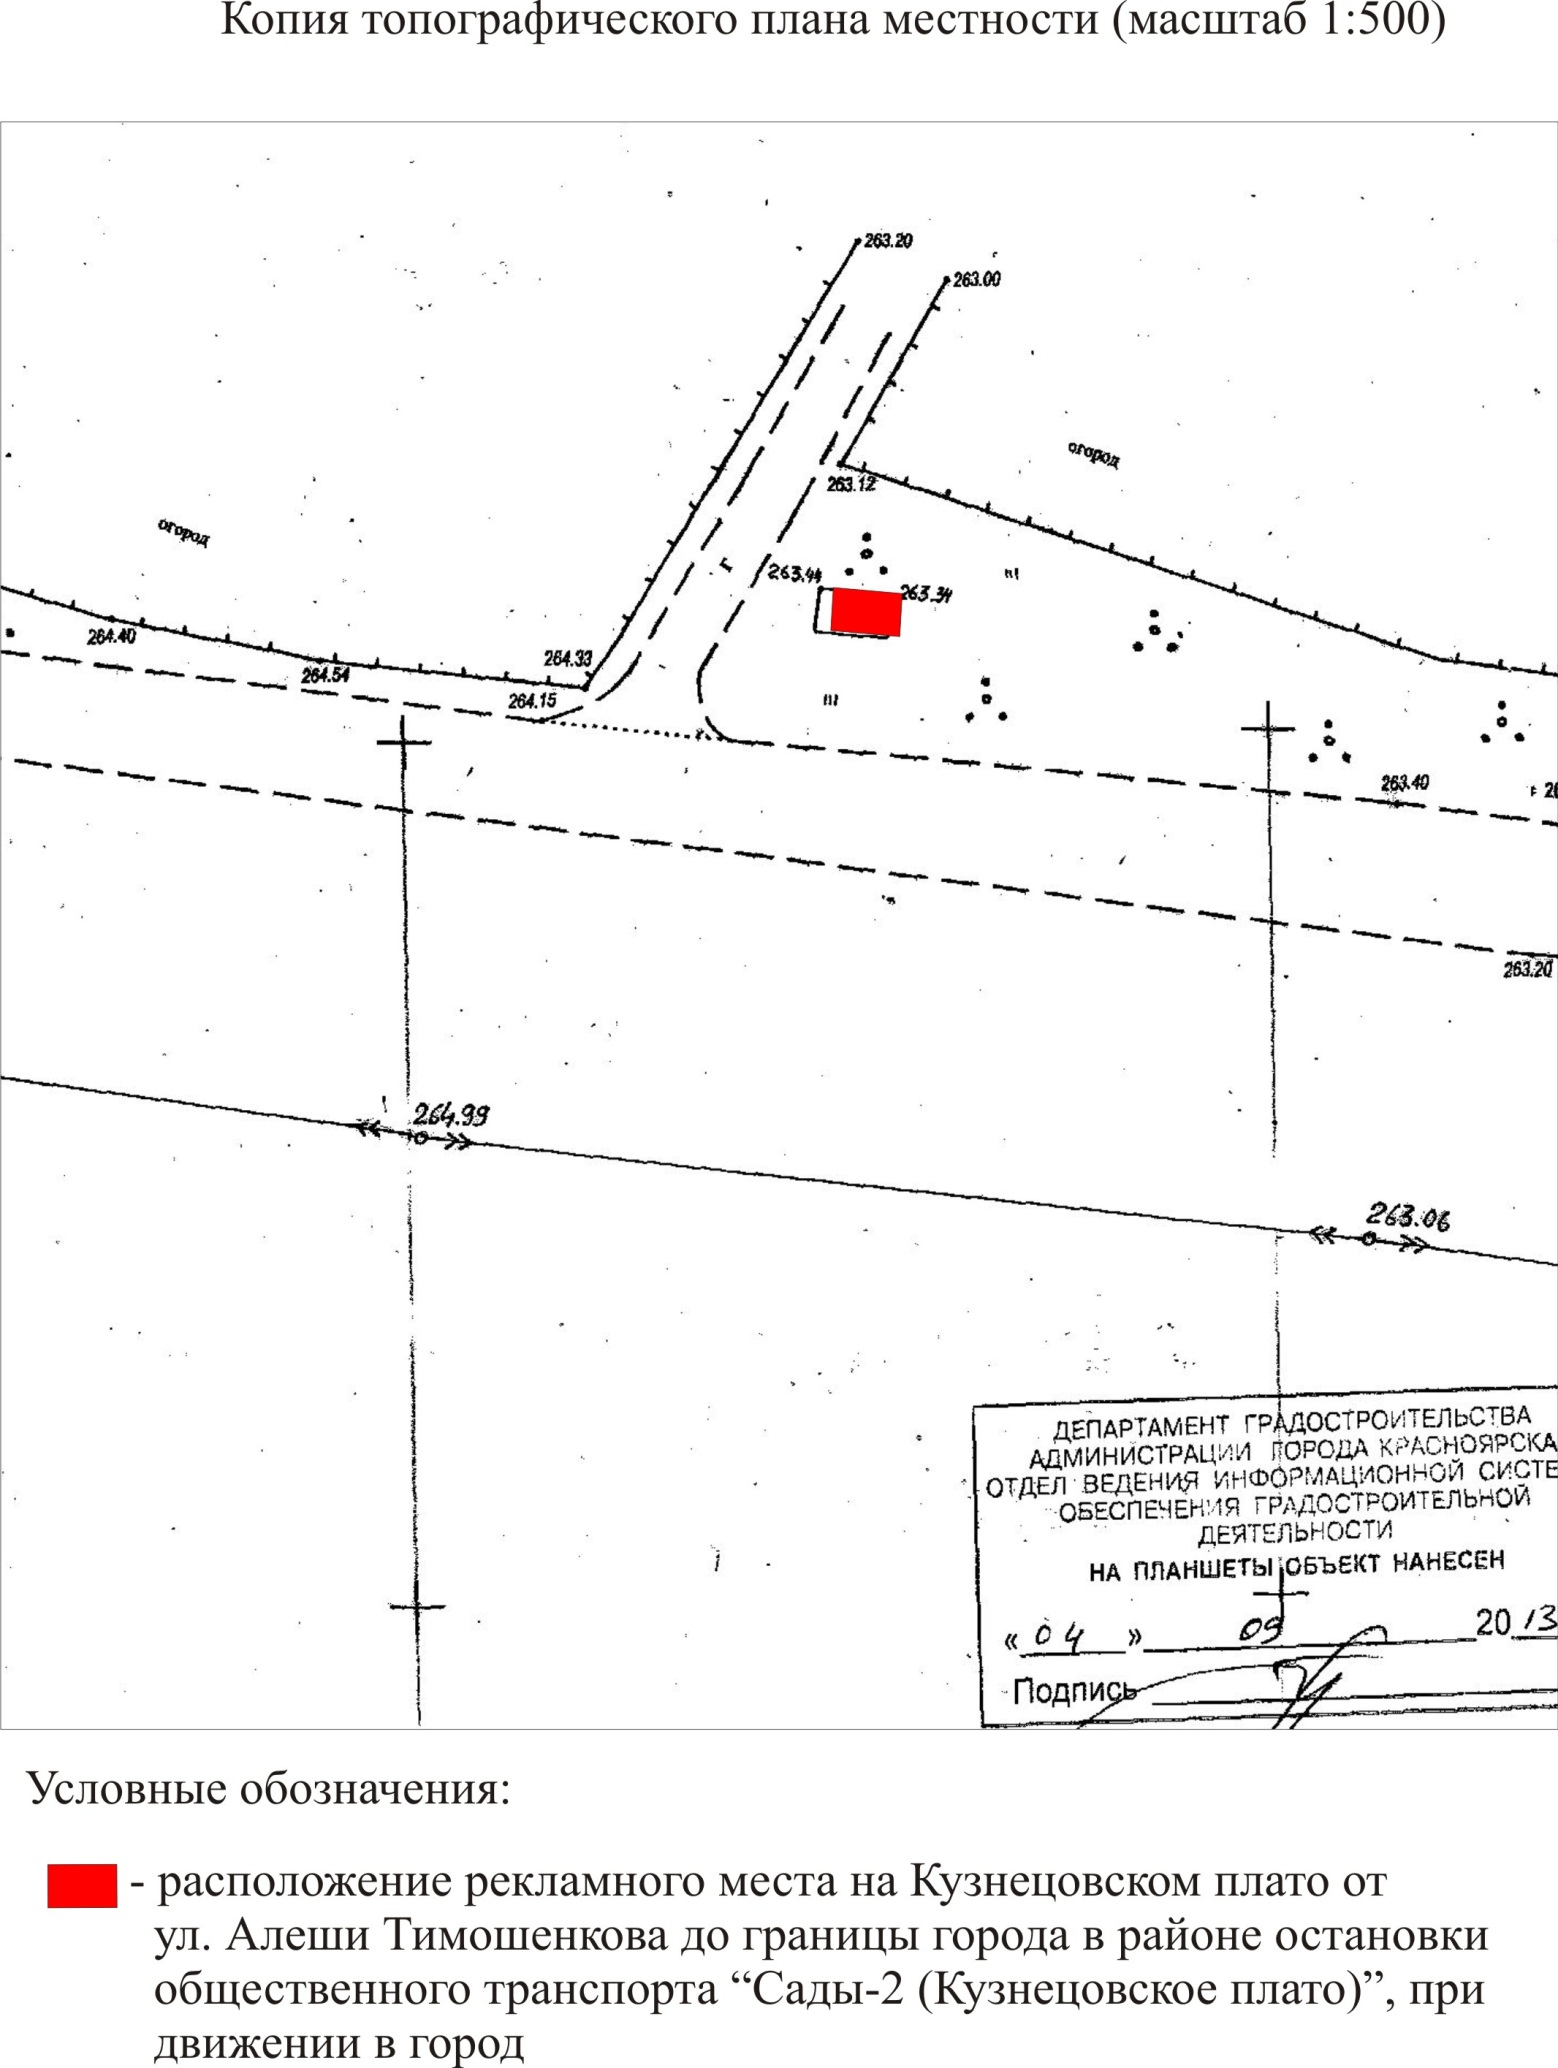 Копия топографического плана местности (масштаб 1:500)
263.20
263.00
огород
263.12
огород
263.44
263.34
264.40
264.33
264.54
264.15
263.40
263.20
264.99
263.06
ДЕПАРТАМЕНТ ГРАДОСТРОИТЕЛЬСТВА
АДМИНИСТРАЦИИ ГОРОДА КРАСНОЯРСКА
ОТДЕЛ ВЕДЕНИЯ ИНФОРМАЦИОННОЙ СИСТЕ
ОБЕСПЕЧЕНИЯ ГРАДОСТРОИТЕЛЬНОЙ
ДЕЯТЕЛЬНОСТИ
НА ПЛАНШЕТЫ ОБЪЕКТ НАНЕСЕН
« 04 » 09 2013
Подпись
Условные обозначения:
- расположение рекламного места на Кузнецовском плато от
ул. Алеши Тимошенкова до границы города в районе остановки
общественного транспорта “Сады-2 (Кузнецовское плато)”, при
движении в город